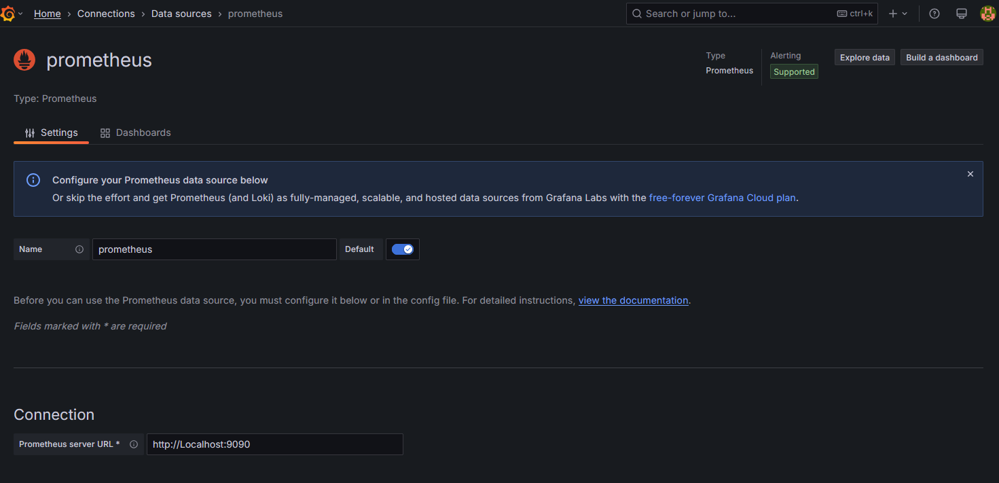 Home › Connections › Data sources › prometheus
Search or jump to... ctrl+k
prometheus
Type
Prometheus
Alerting
Supported
Explore data
Build a dashboard
Type: Prometheus
Settings
Dashboards
Configure your Prometheus data source below
Or skip the effort and get Prometheus (and Loki) as fully-managed, scalable, and hosted data sources from Grafana Labs with the free-forever Grafana Cloud plan.
Name
prometheus
Default
Before you can use the Prometheus data source, you must configure it below or in the config file. For detailed instructions, view the documentation.
Fields marked with * are required
Connection
Prometheus server URL *
http://Localhost:9090